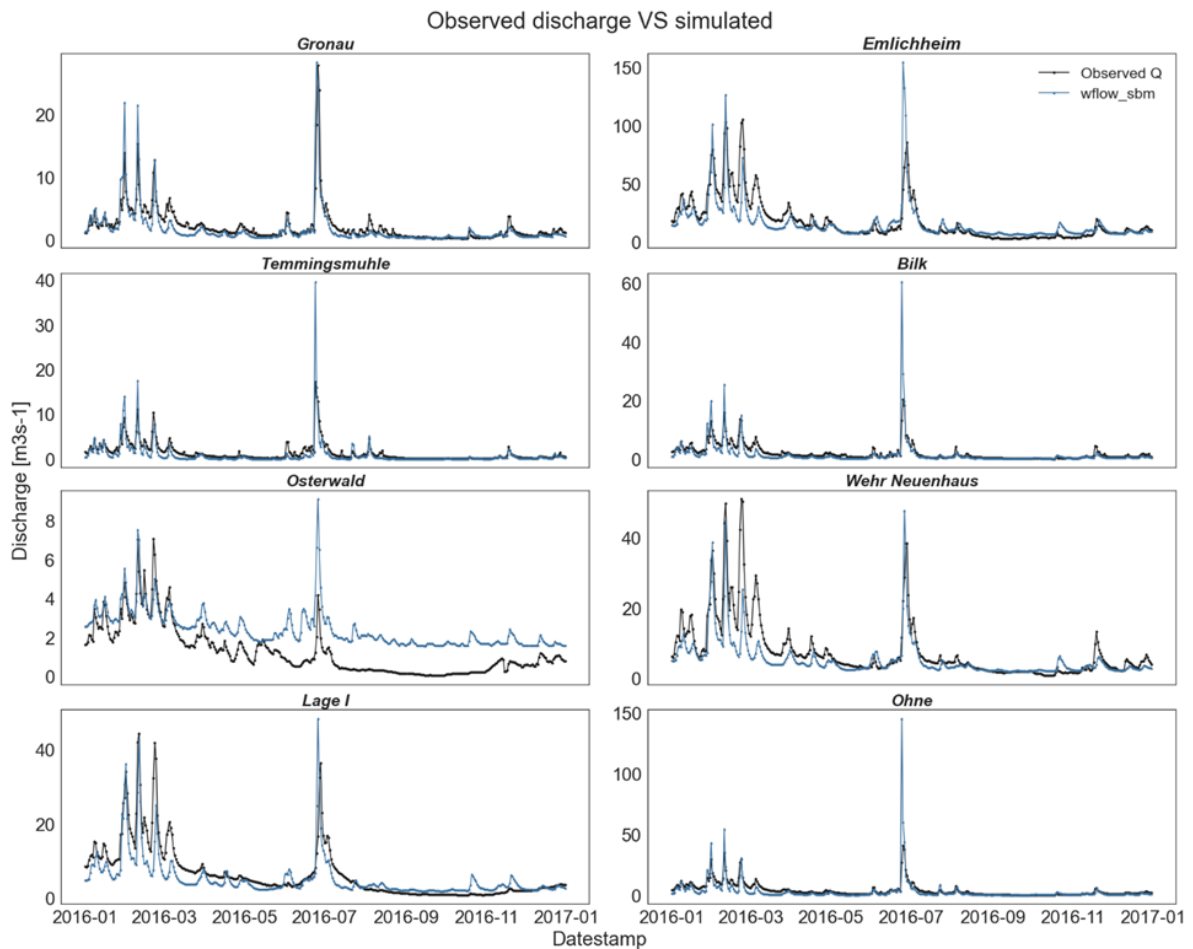 Observed discharge VS simulated
Gronau
20
10
0
Emlichheim
150
100
50
0
Observed Q
wflow_sbm
Temmingsmuhle
40
30
20
10
0
Bilk
60
40
20
0
Discharge [m3s-1]
Osterwald
8
6
4
2
0
Wehr Neuenhaus
40
20
0
Lage I
40
20
0
2016-01 2016-03 2016-05 2016-07 2016-09 2016-11 2017-01
Ohne
150
100
50
0
2016-01 2016-03 2016-05 2016-07 2016-09 2016-11 2017-01
Datestamp